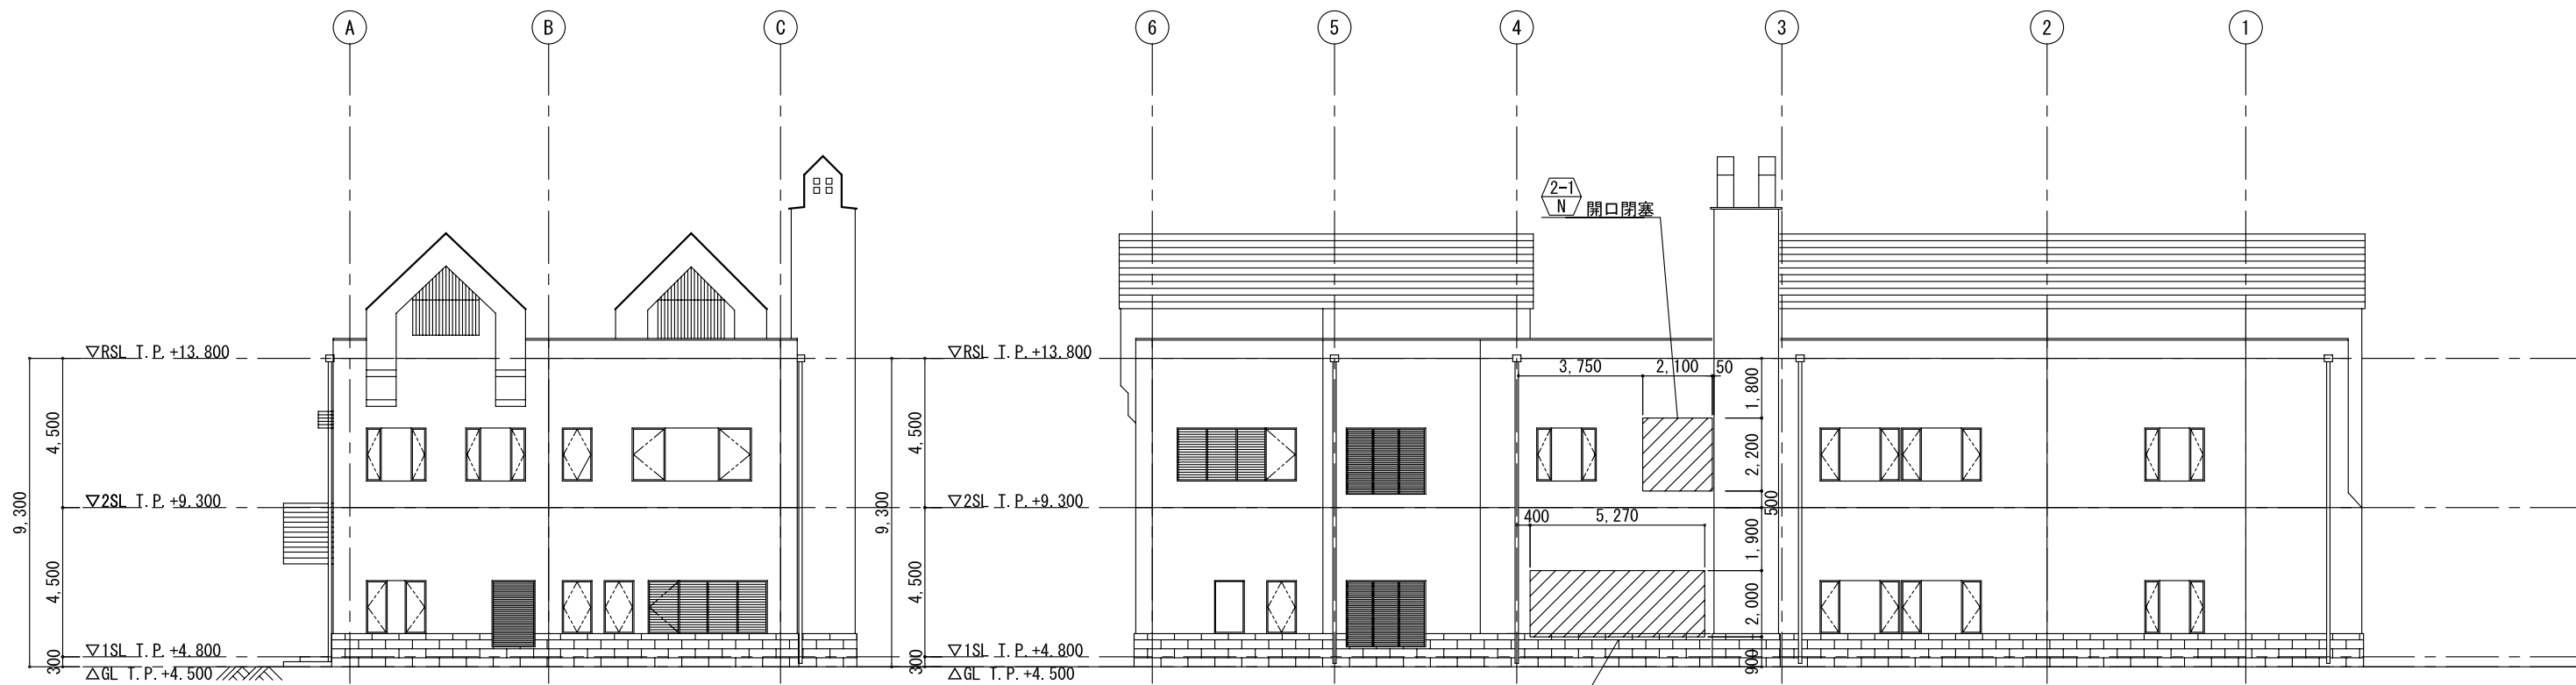 A B C 6 5 4 3 2 1
2-1
N 開口閉塞
▽RSL T.P.+13.800 ▽RSL T.P.+13.800
3,750 2,100 50
1,800
4,500 4,500
2,200
9,300 9,300
▽2SL T.P.+9.300 ▽2SL T.P.+9.300
500
400 5,270
1,900
4,500 4,500
2,000
▽1SL T.P.+4.800 ▽1SL T.P.+4.800
300 300 900
△GL T.P.+4.500 △GL T.P.+4.500